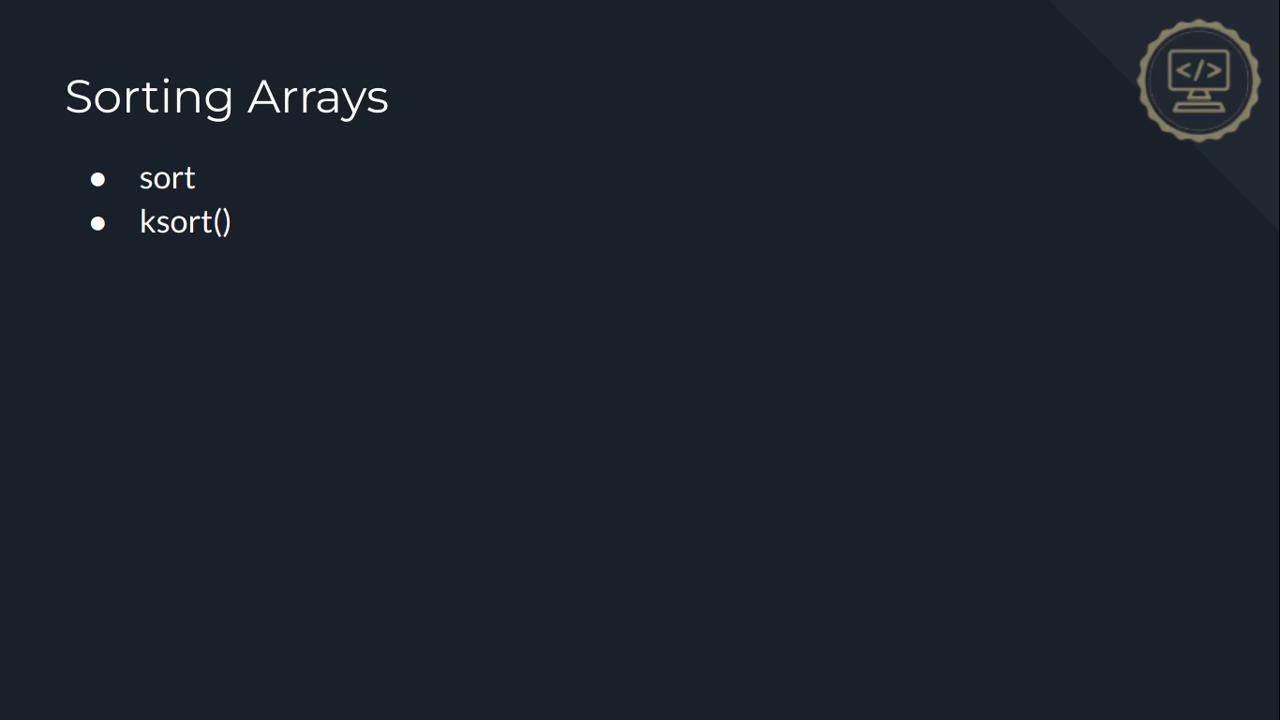 Sorting Arrays
● sort
● ksort()
</>